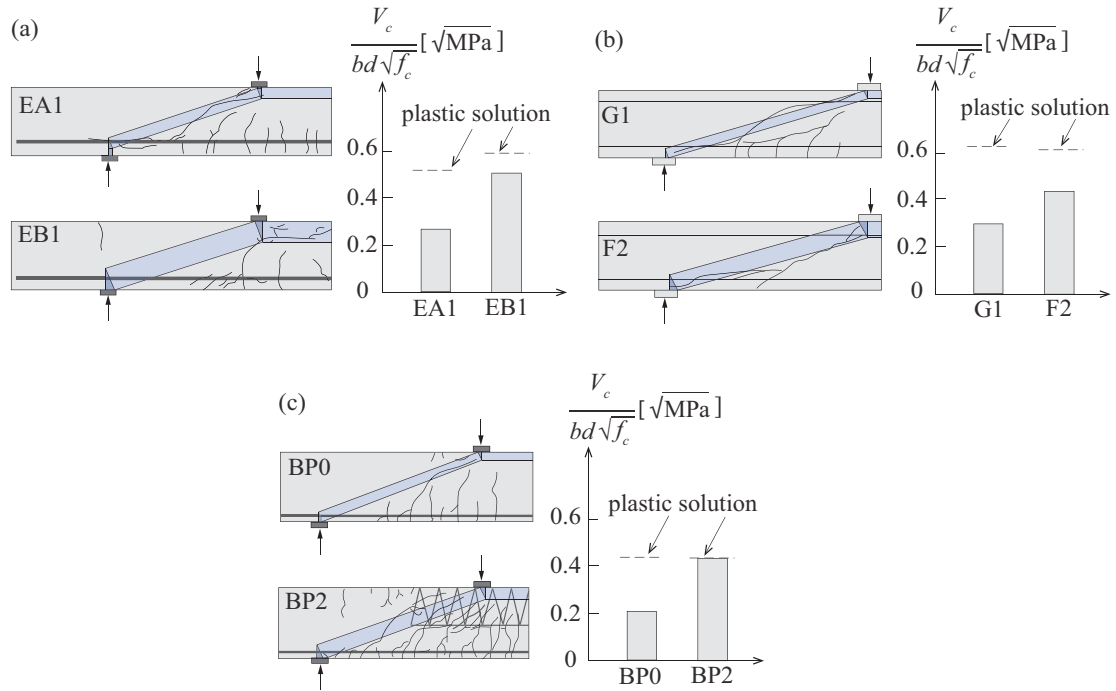 (a)
V_c
bd√f_c [√MPa]
EA1
plastic solution
0.6
0.4
0.2
0
EB1
EA1 EB1
(b)
V_c
bd√f_c [√MPa]
G1
plastic solution
0.6
0.4
0.2
0
F2
G1 F2
(c)
V_c
bd√f_c [√MPa]
BP0
plastic solution
0.6
0.4
0.2
0
BP2
BP0 BP2